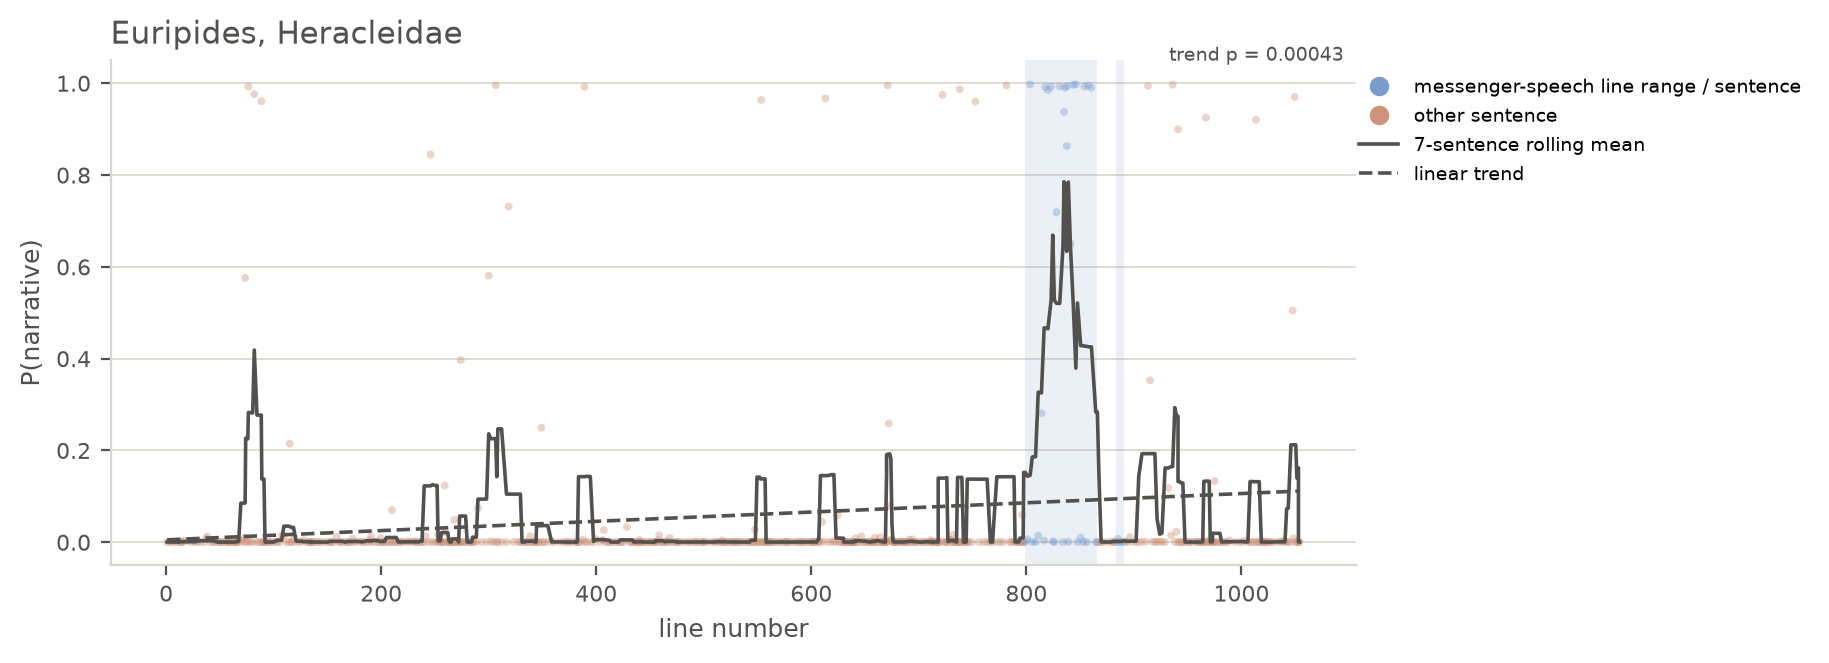 Euripides, Heracleidae
trend p = 0.00043
messenger-speech line range / sentence
other sentence
7-sentence rolling mean
linear trend
P(narrative)
1.0
0.8
0.6
0.4
0.2
0.0
0 200 400 600 800 1000
line number